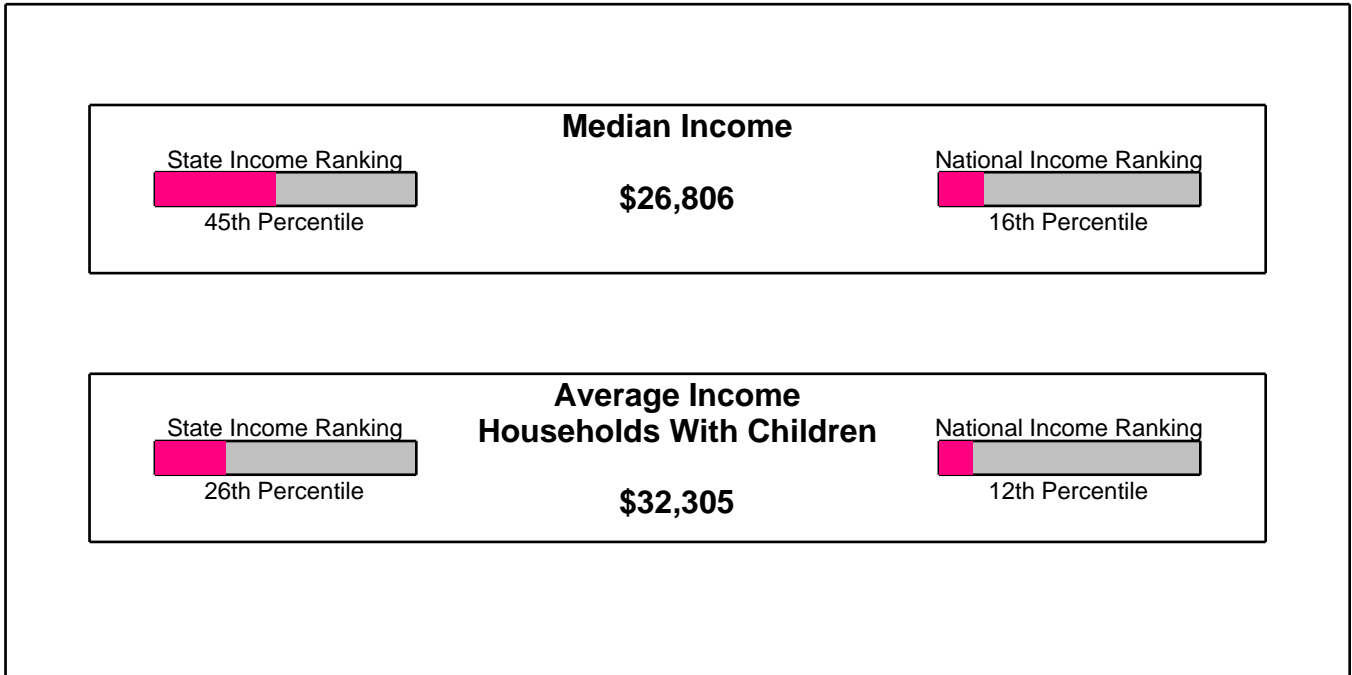 Median Income
State Income Ranking
45th Percentile
$26,806
National Income Ranking
16th Percentile
Average Income
Households With Children
State Income Ranking
26th Percentile
$32,305
National Income Ranking
12th Percentile